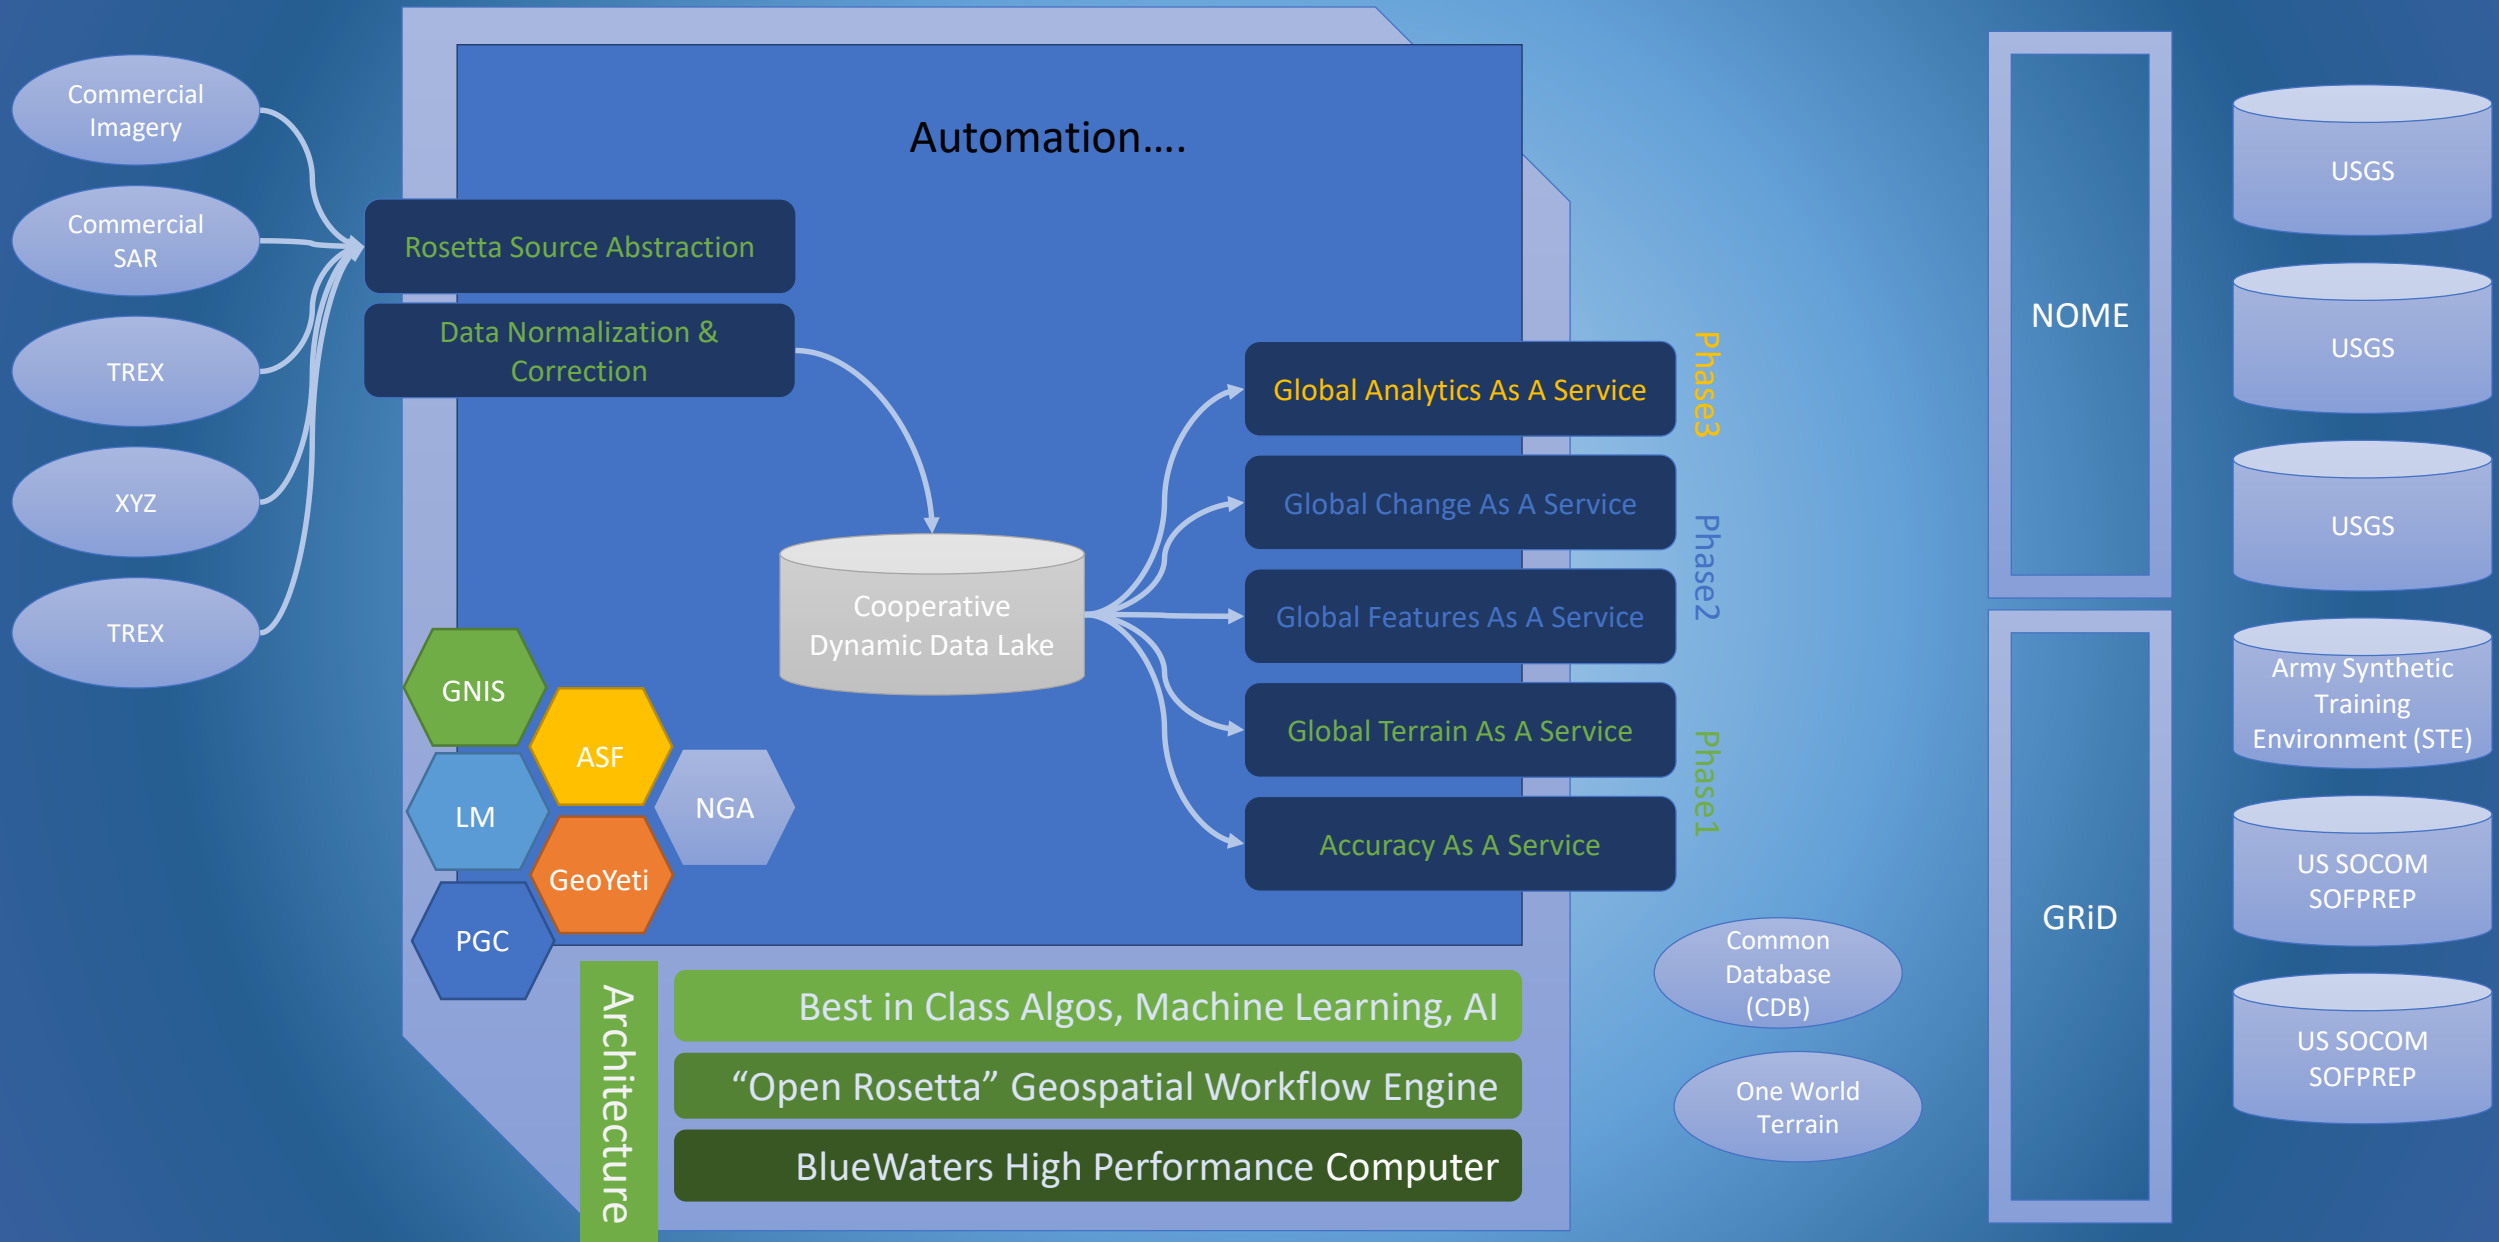 Commercial
Imagery
Commercial
SAR
TREX
XYZ
TREX
Automation....
Rosetta Source Abstraction
Data Normalization &
Correction
Cooperative
Dynamic Data Lake
Global Analytics As A Service
Global Change As A Service
Global Features As A Service
Global Terrain As A Service
Accuracy As A Service
Phase3
Phase2
Phase1
GNIS
ASF
LM
NGA
GeoYeti
PGC
Architecture
Best in Class Algos, Machine Learning, AI
“Open Rosetta” Geospatial Workflow Engine
BlueWaters High Performance Computer
Common
Database
(CDB)
One World
Terrain
NOME
GRiD
USGS
USGS
USGS
Army Synthetic
Training
Environment (STE)
US SOCOM
SOFPREP
US SOCOM
SOFPREP